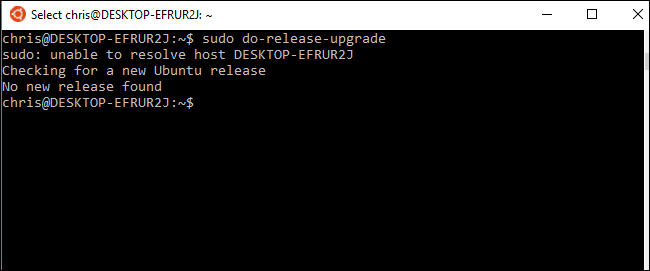 Select chris@DESKTOP-EFRUR2J: ~
chris@DESKTOP-EFRUR2J:~$ sudo do-release-upgrade
sudo: unable to resolve host DESKTOP-EFRUR2J
Checking for a new Ubuntu release
No new release found
chris@DESKTOP-EFRUR2J:~$